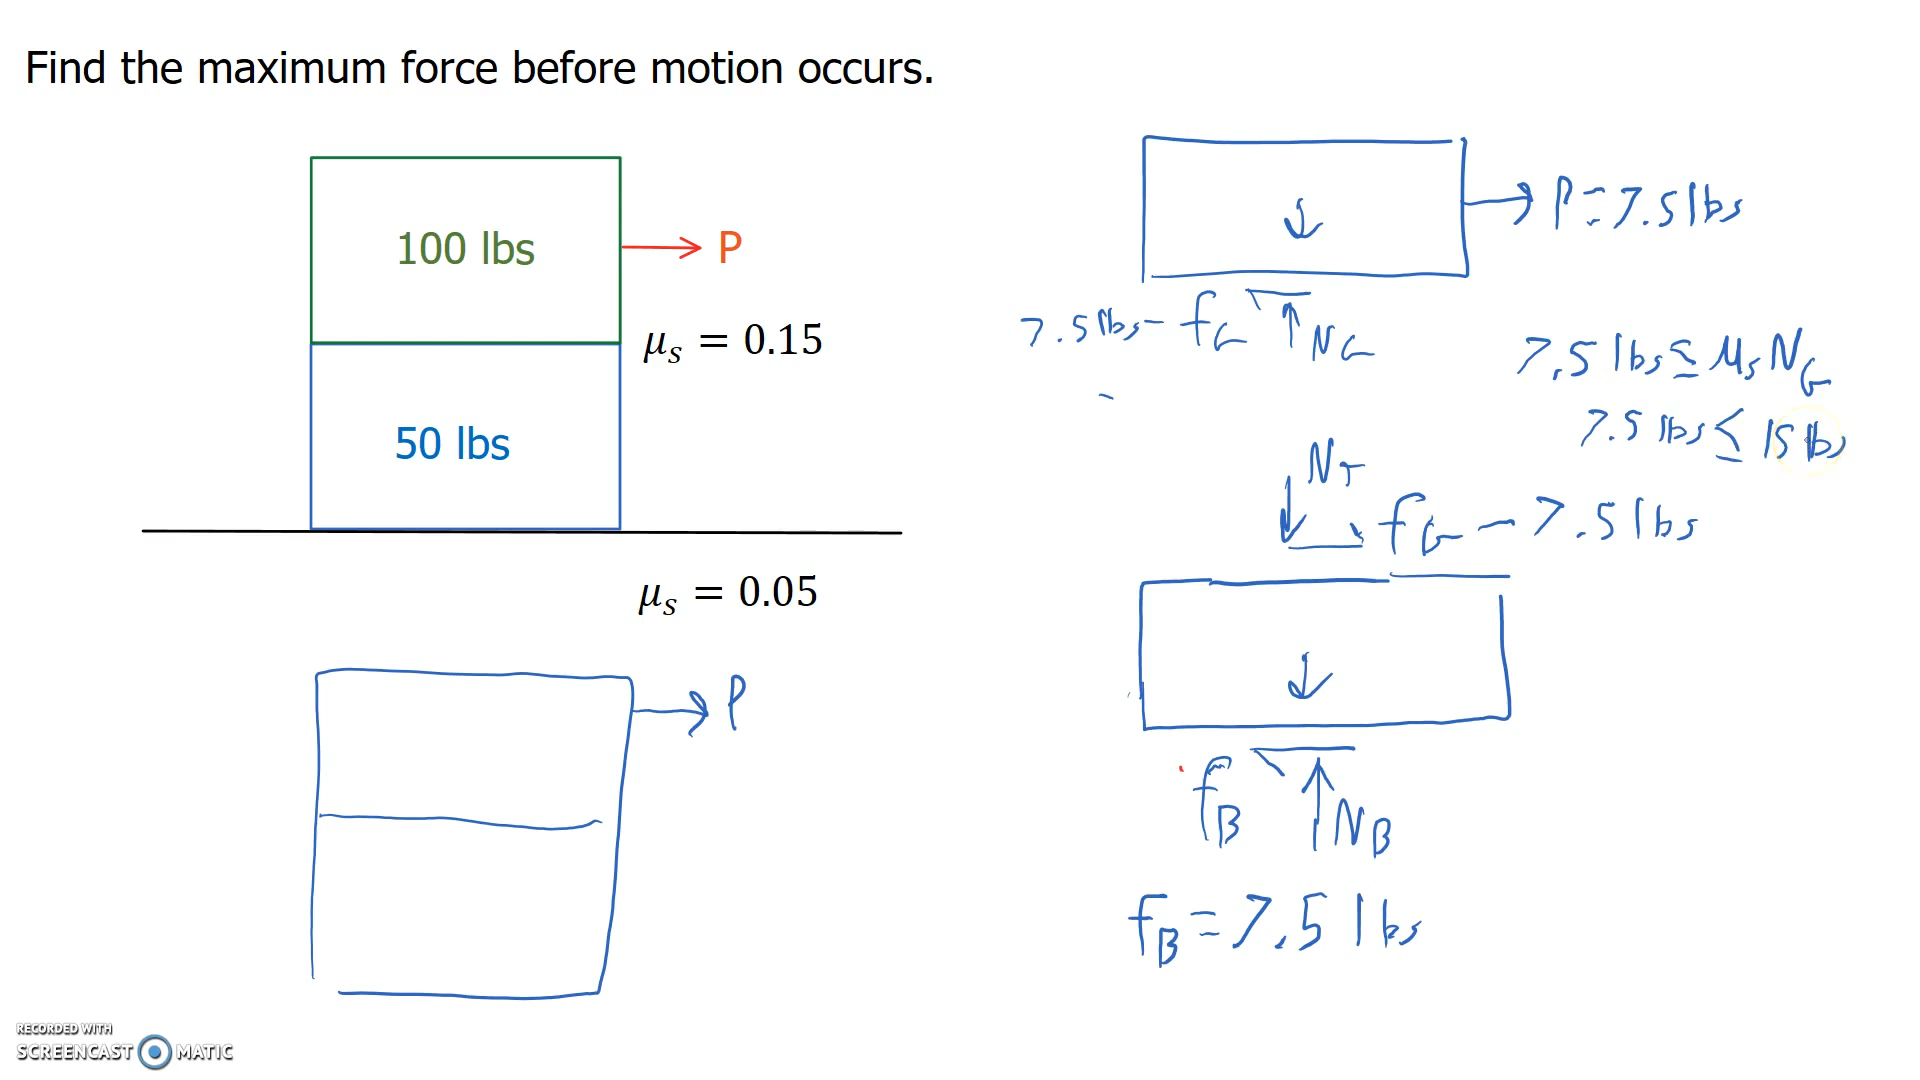 Find the maximum force before motion occurs.
100 lbs
P
μs = 0.15
50 lbs
μs = 0.05
P
P = 7.5 lbs
7.5 lbs - fG
NG
7.5 lbs ≤ μs NG
7.5 lbs ≤ 15 lbs
NT
fG - 7.5 lbs
fB
NB
fB = 7.5 lbs
RECORDED WITH
SCREENCAST MATIC